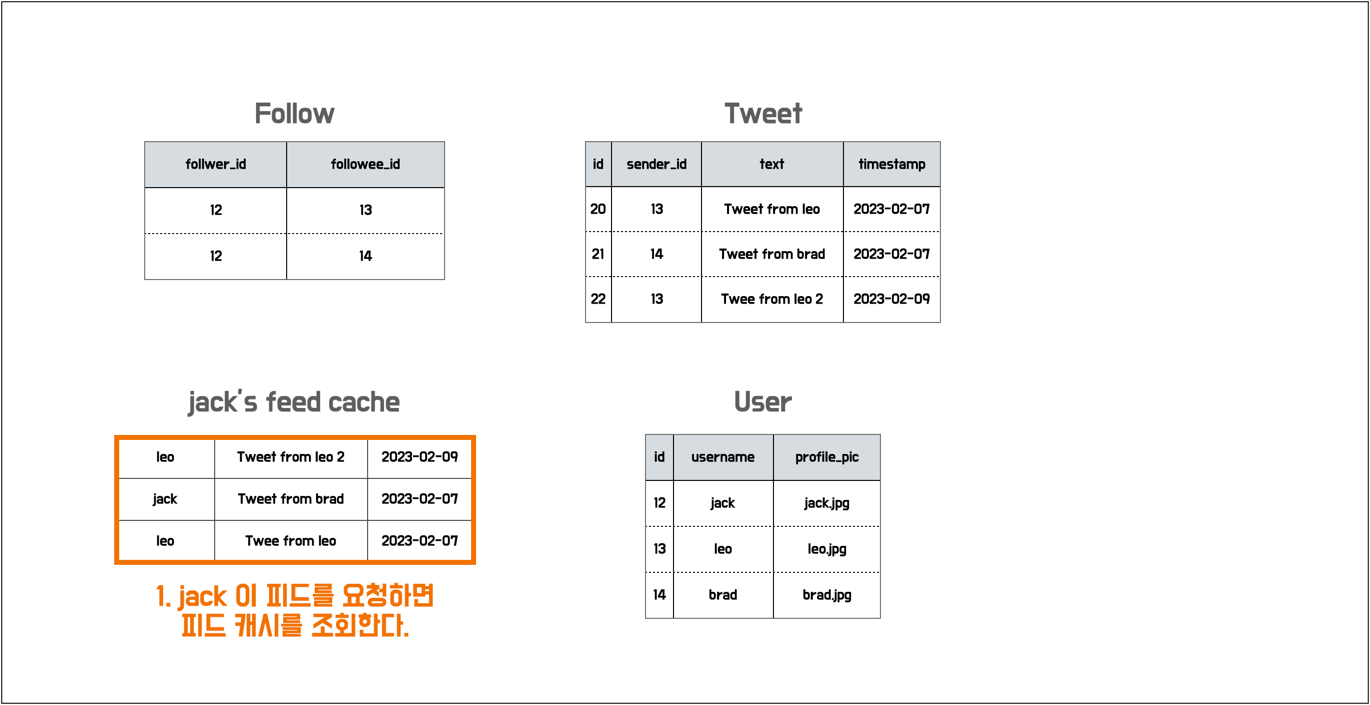 Follow
follwer_id followee_id
12 13
12 14
Tweet
id sender_id text timestamp
20 13 Tweet from leo 2023-02-07
21 14 Tweet from brad 2023-02-07
22 13 Twee from leo 2 2023-02-09
jack's feed cache
leo Tweet from leo 2 2023-02-09
jack Tweet from brad 2023-02-07
leo Twee from leo 2023-02-07
1. jack 이 피드를 요청하면
피드 캐시를 조회한다.
User
id username profile_pic
12 jack jack.jpg
13 leo leo.jpg
14 brad brad.jpg